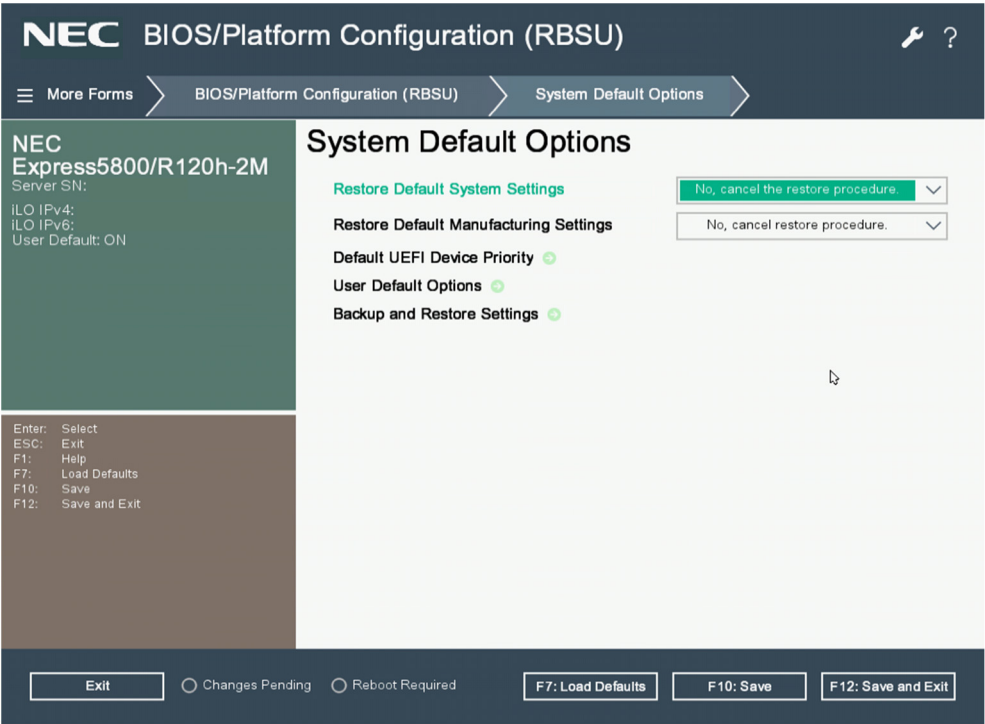 NEC BIOS/Platform Configuration (RBSU) ?
More Forms BIOS/Platform Configuration (RBSU) System Default Options
NEC
Express5800/R120h-2M
Server SN:
iLO IPv4:
iLO IPv6:
User Default: ON
Enter: Select
ESC: Exit
F1: Help
F7: Load Defaults
F10: Save
F12: Save and Exit
System Default Options
Restore Default System Settings No, cancel the restore procedure.
Restore Default Manufacturing Settings No, cancel restore procedure.
Default UEFI Device Priority
User Default Options
Backup and Restore Settings
Exit Changes Pending Reboot Required F7: Load Defaults F10: Save F12: Save and Exit